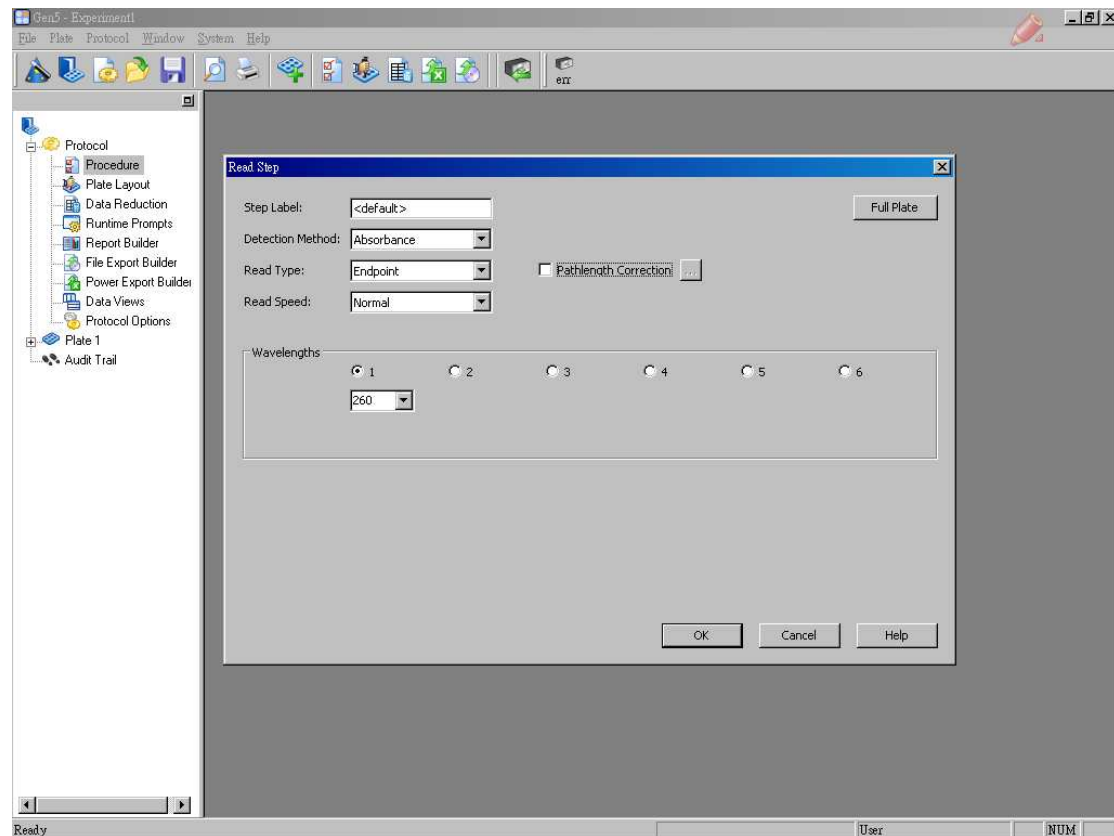 Gen5 - Experiment1
File Plate Protocol Window System Help
err
Protocol
Procedure
Plate Layout
Data Reduction
Runtime Prompts
Report Builder
File Export Builder
Power Export Builder
Data Views
Protocol Options
Plate 1
Audit Trail
Read Step
Step Label: <default> Full Plate
Detection Method: Absorbance
Read Type: Endpoint Pathlength Correction ...
Read Speed: Normal
Wavelengths
1 2 3 4 5 6
260
OK Cancel Help
Ready User NUM